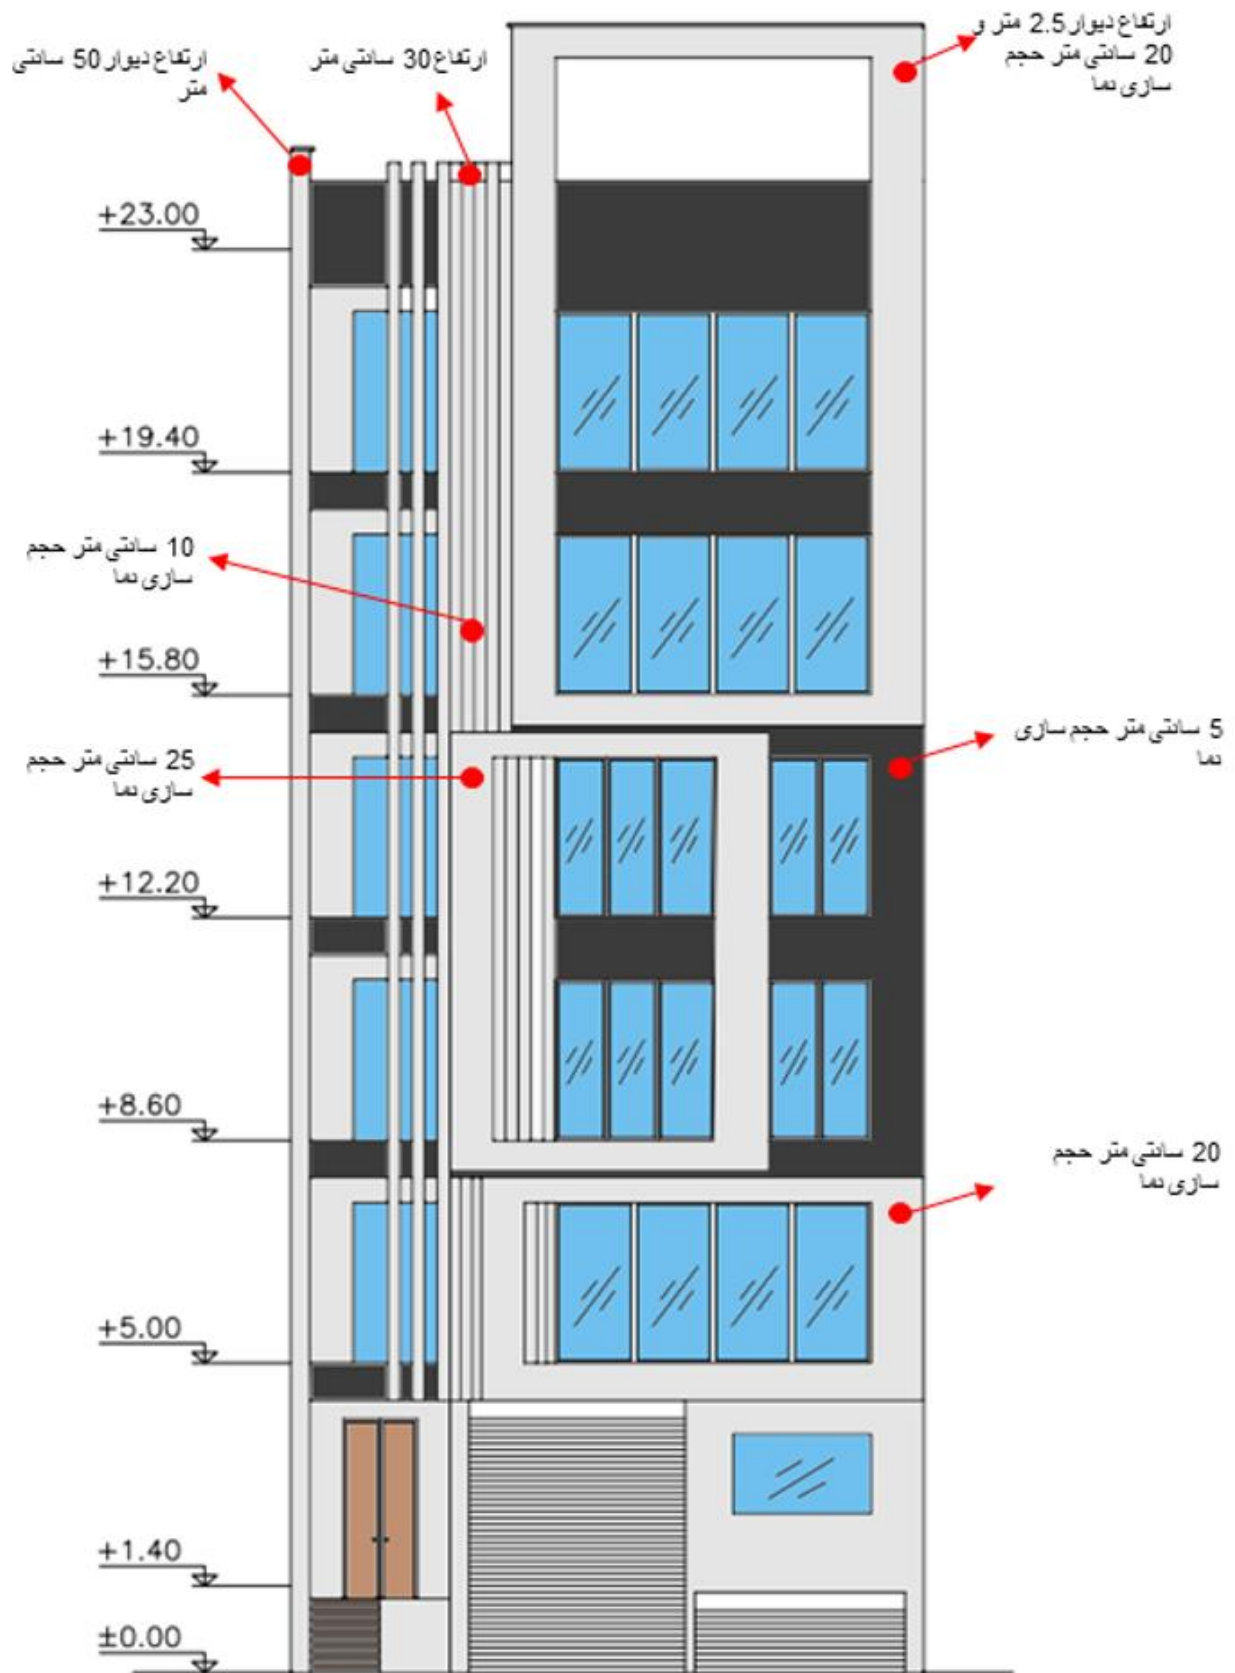 ارتفاع دیوار 2.5 متر و
20 سانتی متر حجم
سازی نما
ارتفاع 30 سانتی متر
ارتفاع دیوار 50 سانتی
متر
+23.00
+19.40
10 سانتی متر حجم
سازی نما
+15.80
5 سانتی متر حجم سازی
نما
25 سانتی متر حجم
سازی نما
+12.20
+8.60
20 سانتی متر حجم
سازی نما
+5.00
+1.40
±0.00